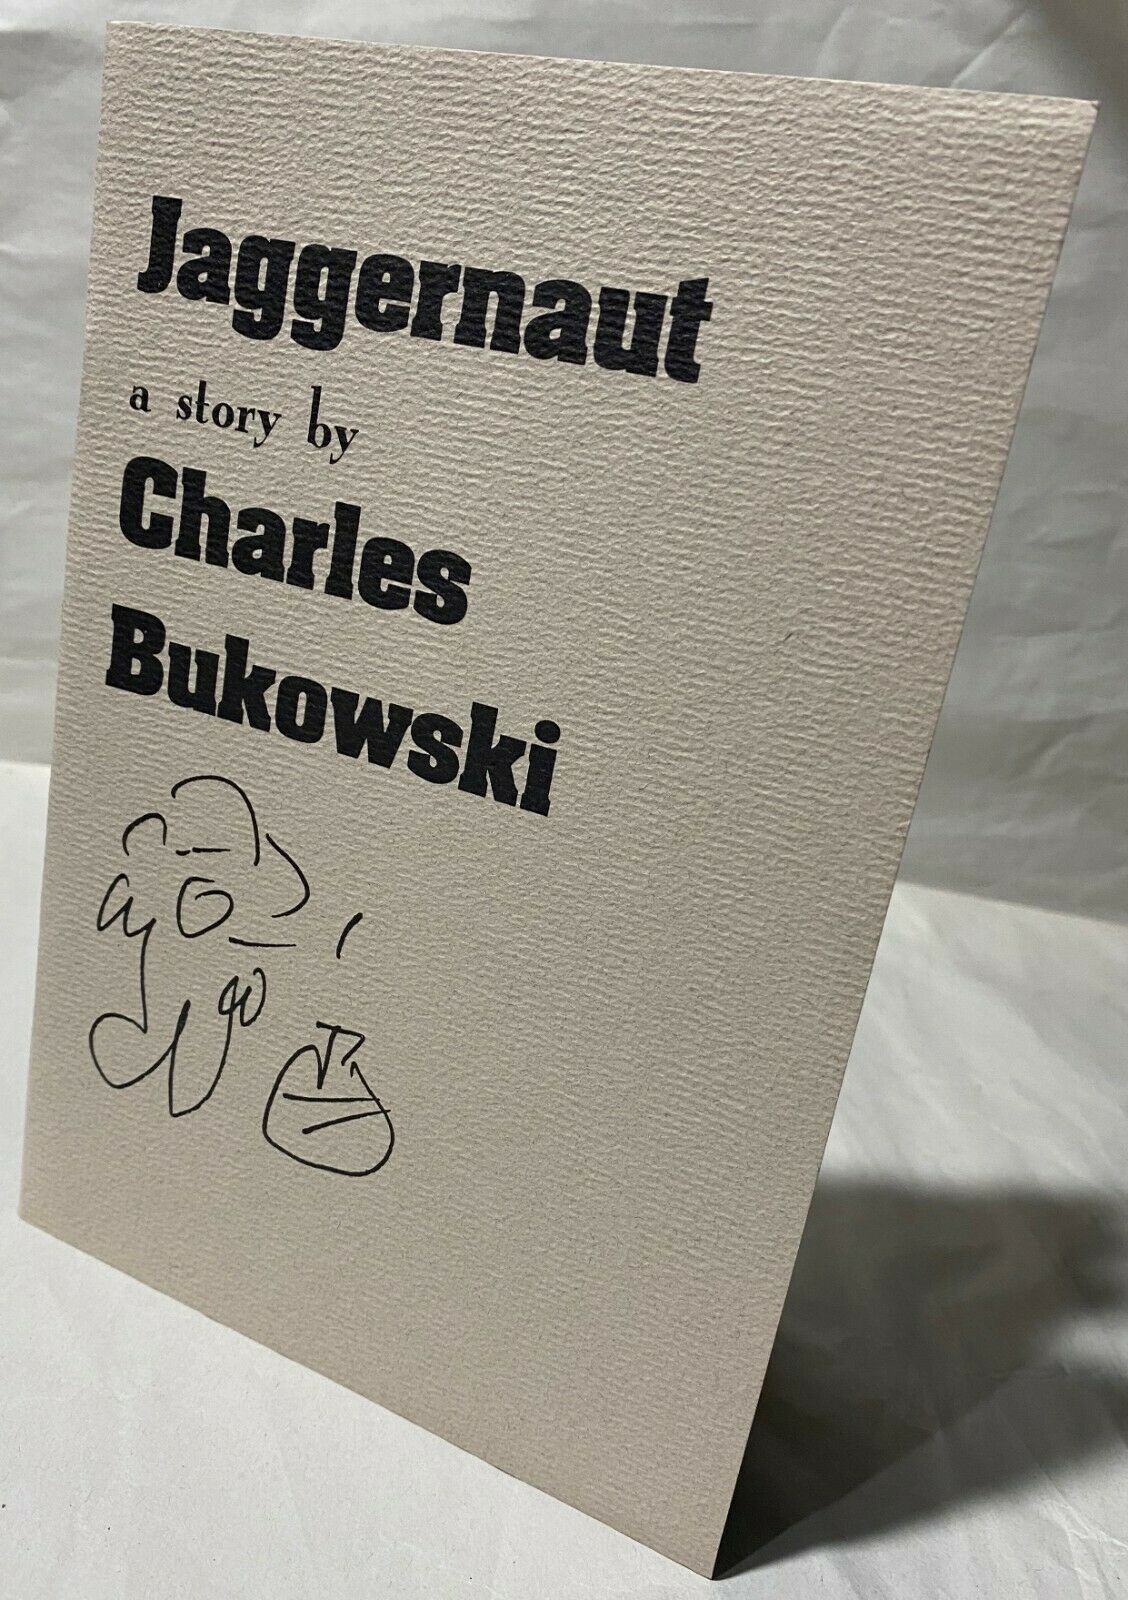 Jaggernaut
a story by
Charles
Bukowski